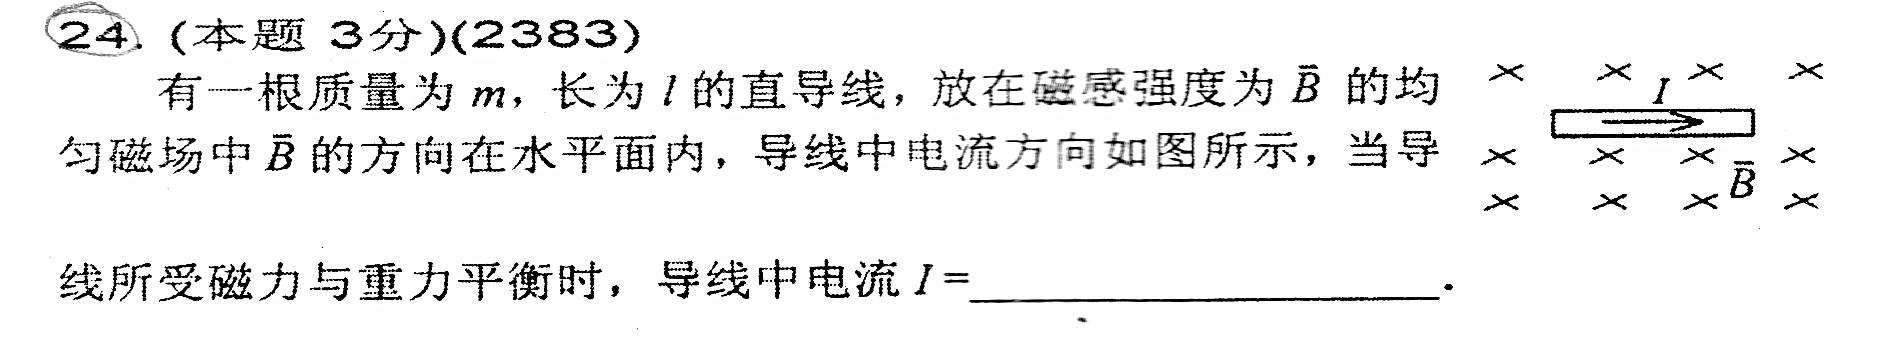 24. (本题 3分)(2383)
有一根质量为 m，长为 l 的直导线，放在磁感强度为 B̄ 的均
匀磁场中 B̄ 的方向在水平面内，导线中电流方向如图所示，当导
线所受磁力与重力平衡时，导线中电流 I =____________________.
× × × ×
I
× × × ×
B̄
× × × ×